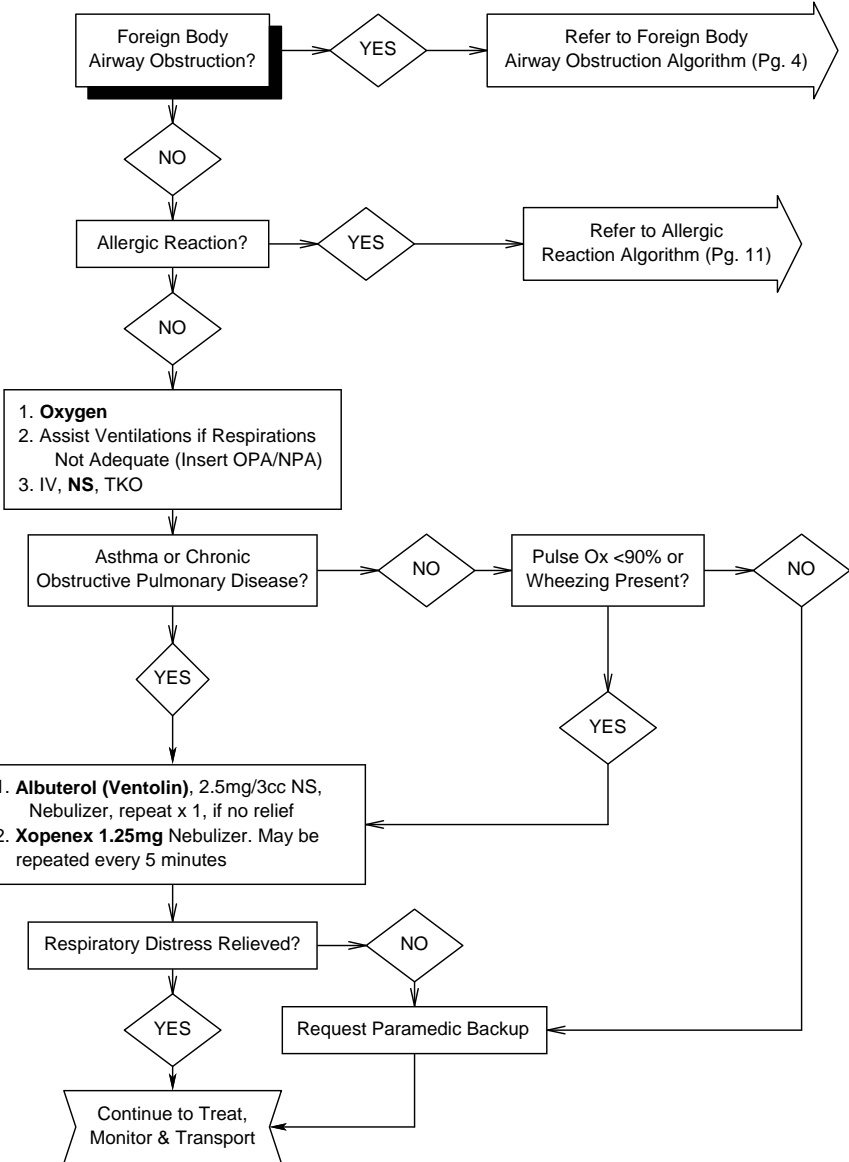 Foreign Body
Airway Obstruction?
YES
Refer to Foreign Body
Airway Obstruction Algorithm (Pg. 4)
NO
Allergic Reaction?
YES
Refer to Allergic
Reaction Algorithm (Pg. 11)
NO
1. Oxygen
2. Assist Ventilations if Respirations
Not Adequate (Insert OPA/NPA)
3. IV, NS, TKO
Asthma or Chronic
Obstructive Pulmonary Disease?
NO
Pulse Ox <90% or
Wheezing Present?
NO
YES
YES
1. Albuterol (Ventolin), 2.5mg/3cc NS,
Nebulizer, repeat x 1, if no relief
2. Xopenex 1.25mg Nebulizer. May be
repeated every 5 minutes
Respiratory Distress Relieved?
NO
YES
Request Paramedic Backup
Continue to Treat,
Monitor & Transport